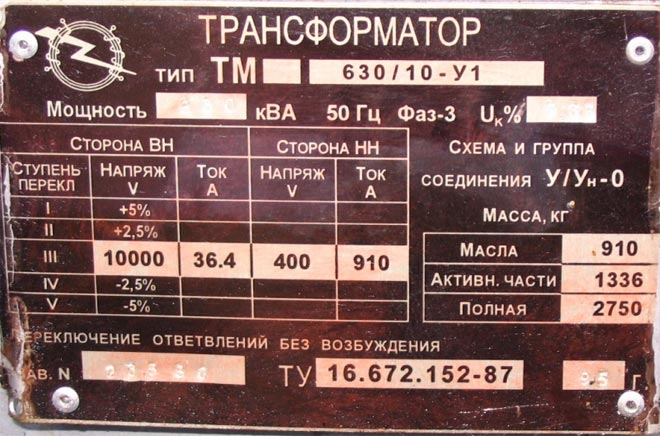 ТРАНСФОРМАТОР
ТИП ТМ 630/10-У1
Мощность кВА 50 Гц Фаз-3 Uк%
Сторона ВН Сторона НН Схема и группа
Ступень перекл Напряж V Ток А Напряж V Ток А соединения У/Ун-0
I +5% Масса, кг
II +2,5%
III 10000 36.4 400 910 Масла 910
IV -2,5% Активн. части 1336
V -5% Полная 2750
ПЕРЕКЛЮЧЕНИЕ ОТВЕТВЛЕНИЙ БЕЗ ВОЗБУЖДЕНИЯ
ЗАВ. N ТУ 16.672.152-87 95 г